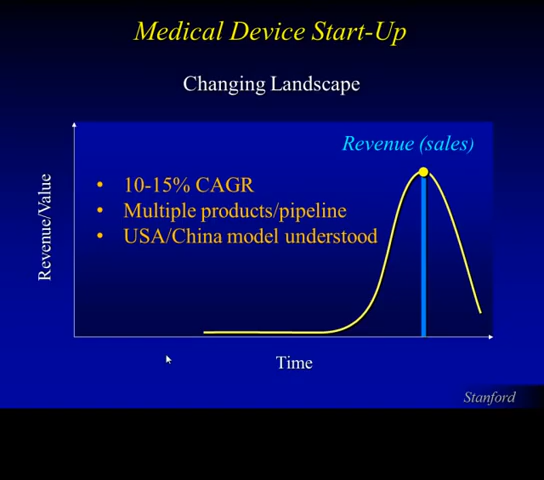 Medical Device Start-Up
Changing Landscape
Revenue (sales)
• 10-15% CAGR
• Multiple products/pipeline
• USA/China model understood
Revenue/Value
Time
Stanford